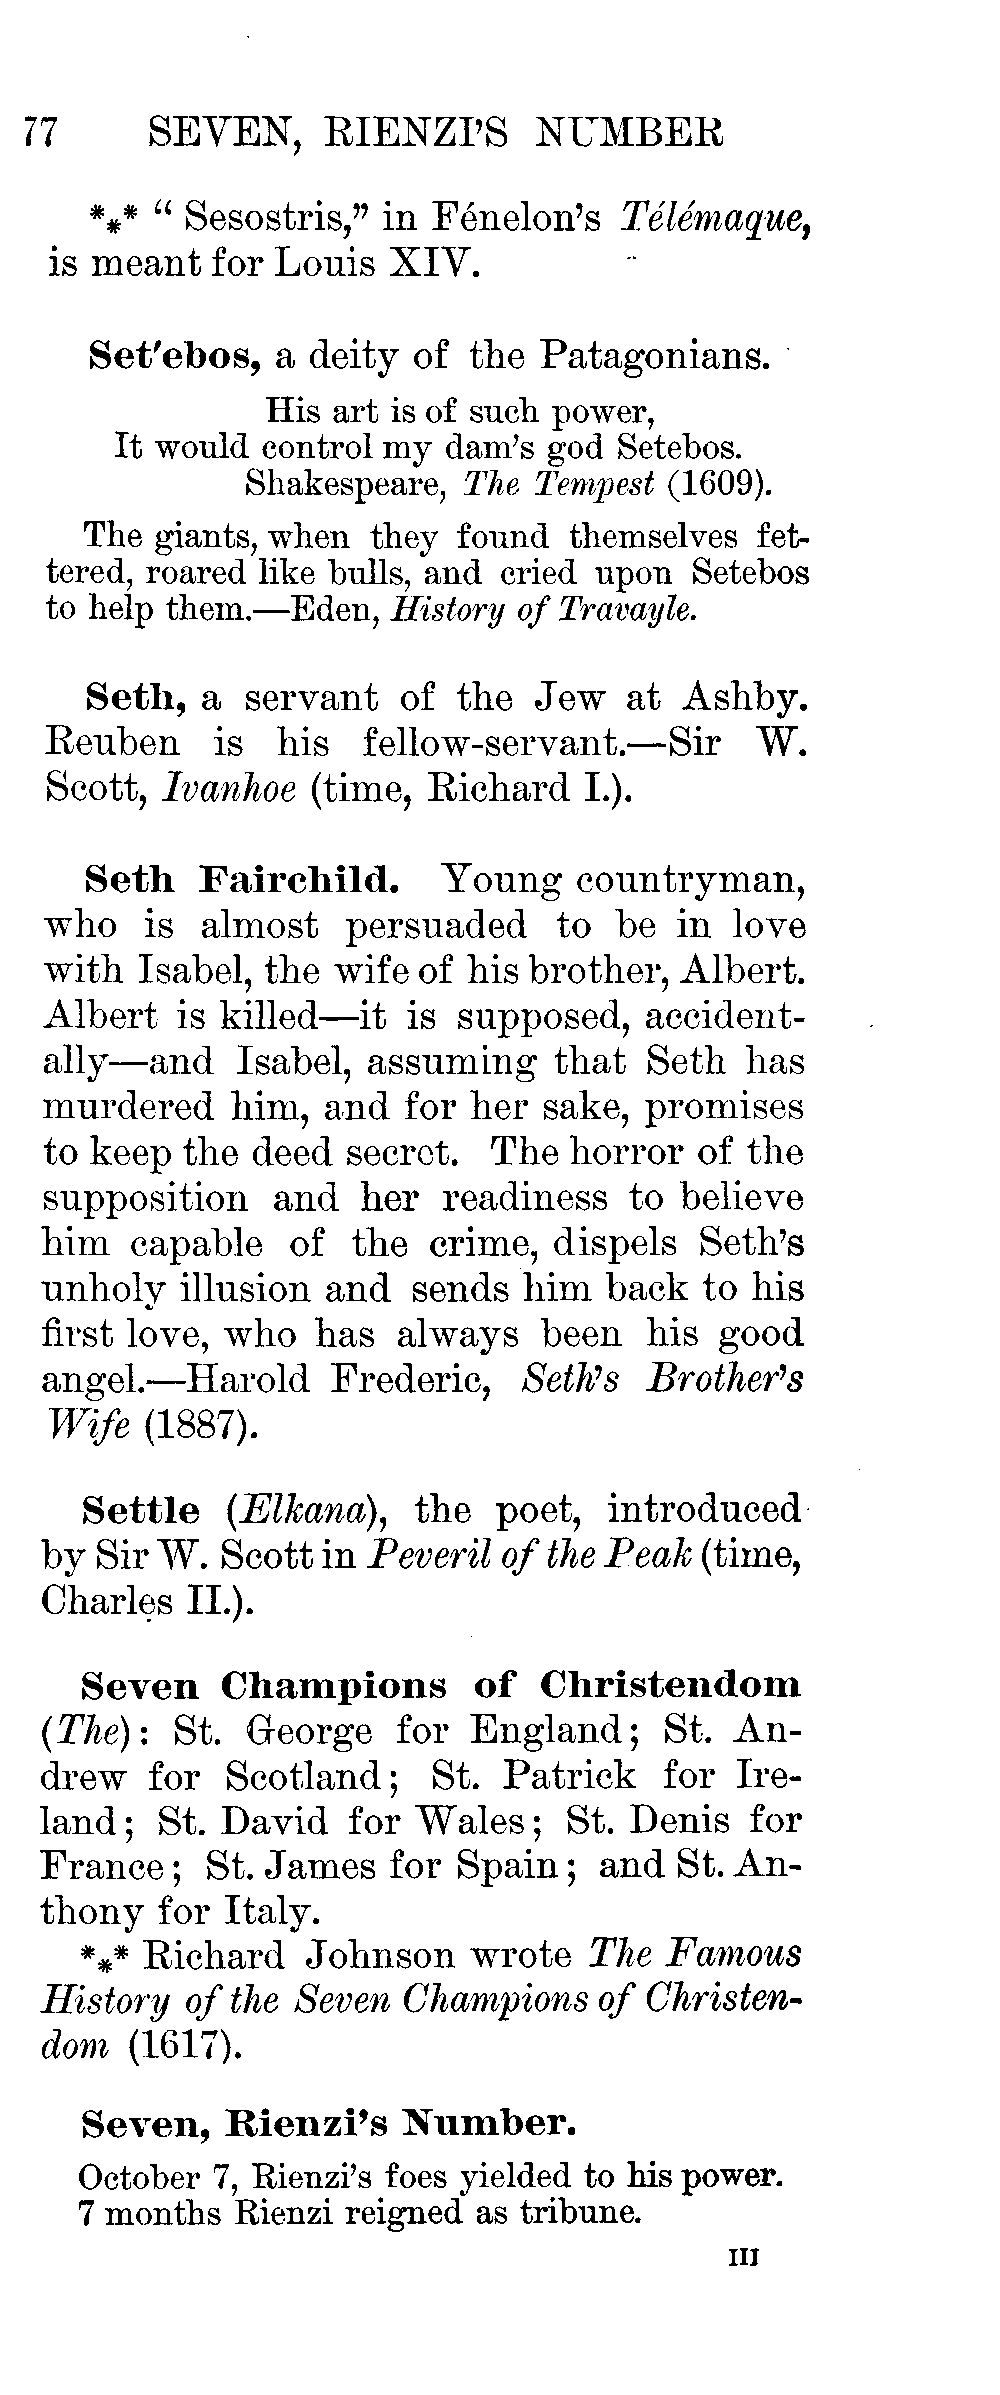 77 SEVEN, RIENZI'S NUMBER
*⁎* “ Sesostris,” in Fénelon's Télémaque,
is meant for Louis XIV.
Set'ebos, a deity of the Patagonians.
His art is of such power,
It would control my dam's god Setebos.
Shakespeare, The Tempest (1609).
The giants, when they found themselves fet-
tered, roared like bulls, and cried upon Setebos
to help them.—Eden, History of Travayle.
Seth, a servant of the Jew at Ashby.
Reuben is his fellow-servant.—Sir W.
Scott, Ivanhoe (time, Richard I.).
Seth Fairchild. Young countryman,
who is almost persuaded to be in love
with Isabel, the wife of his brother, Albert.
Albert is killed—it is supposed, accident-
ally—and Isabel, assuming that Seth has
murdered him, and for her sake, promises
to keep the deed secret. The horror of the
supposition and her readiness to believe
him capable of the crime, dispels Seth's
unholy illusion and sends him back to his
first love, who has always been his good
angel.—Harold Frederic, Seth's Brother's
Wife (1887).
Settle (Elkana), the poet, introduced
by Sir W. Scott in Peveril of the Peak (time,
Charles II.).
Seven Champions of Christendom
(The): St. George for England; St. An-
drew for Scotland; St. Patrick for Ire-
land; St. David for Wales; St. Denis for
France; St. James for Spain; and St. An-
thony for Italy.
*⁎* Richard Johnson wrote The Famous
History of the Seven Champions of Christen-
dom (1617).
Seven, Rienzi's Number.
October 7, Rienzi's foes yielded to his power.
7 months Rienzi reigned as tribune.
III